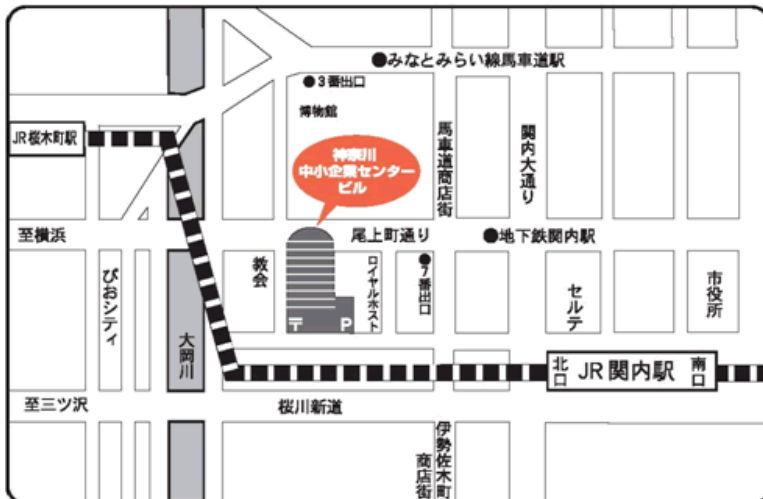 ●みなとみらい線馬車道駅
●3番出口
博物館
JR桜木町駅
神奈川
中小企業センター
ビル
馬車道商店街
関内大通り
至横浜
尾上町通り
●地下鉄関内駅
ぴおシティ
大岡川
教会
〒
P
ロイヤルホスト
●7番出口
セルテ
市役所
北口
JR関内駅
南口
至三ツ沢
桜川新道
伊勢佐木町
商店街